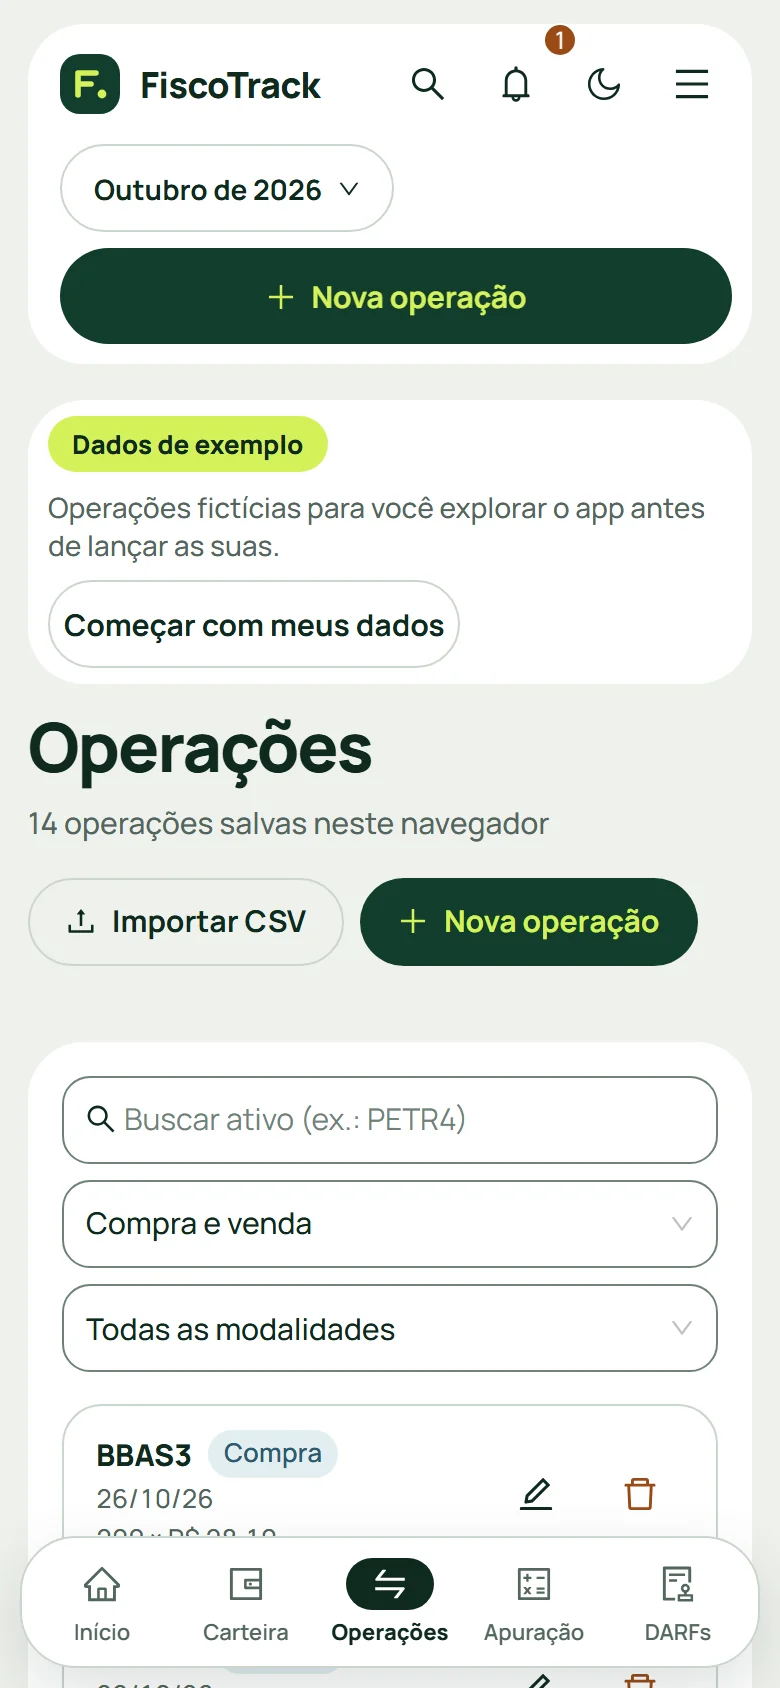 F.
FiscoTrack
1
Outubro de 2026
Nova operação
Dados de exemplo
Operações fictícias para você explorar o app antes
de lançar as suas.
Começar com meus dados
Operações
14 operações salvas neste navegador
Importar CSV
Nova operação
Buscar ativo (ex.: PETR4)
Compra e venda
Todas as modalidades
BBAS3
Compra
26/10/26
Início
Carteira
Operações
Apuração
DARFs